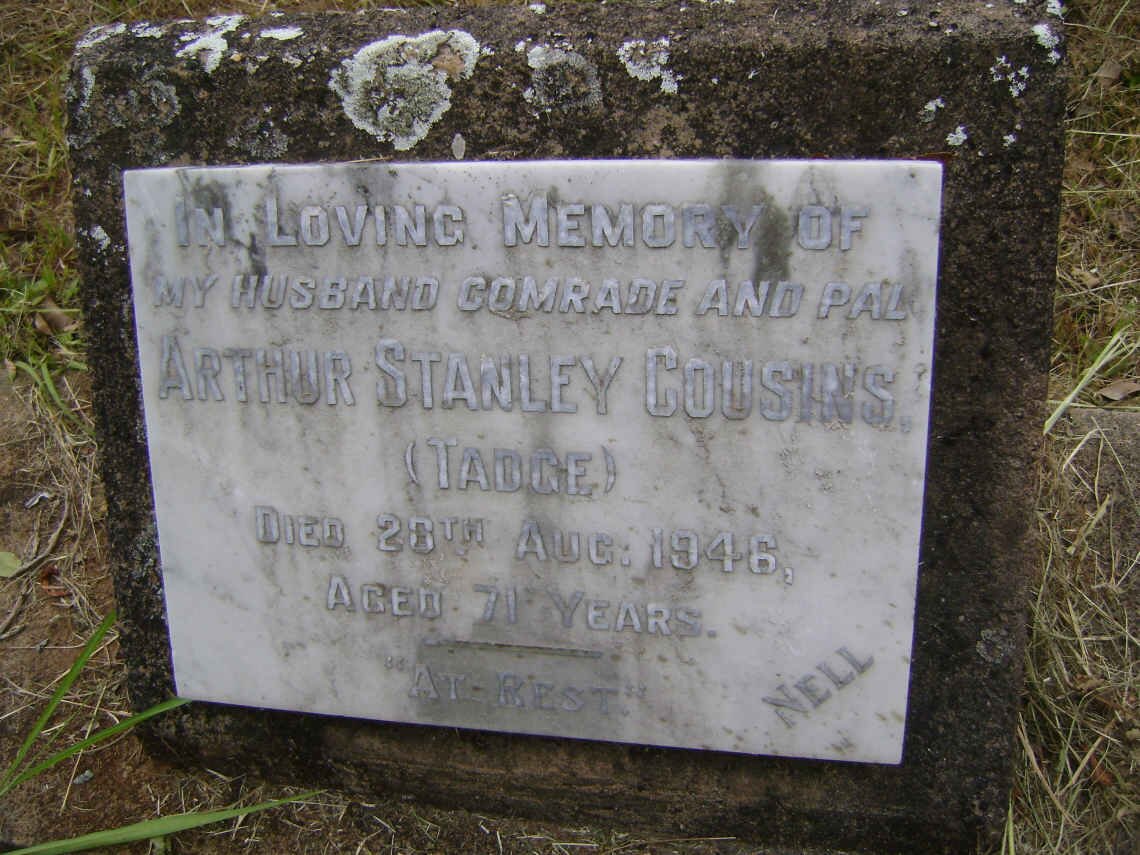 In Loving Memory of
MY HUSBAND COMRADE AND PAL
Arthur Stanley Cousins,
(Tadge)
Died 28th Aug. 1946,
Aged 71 Years.
"At Rest"
NELL